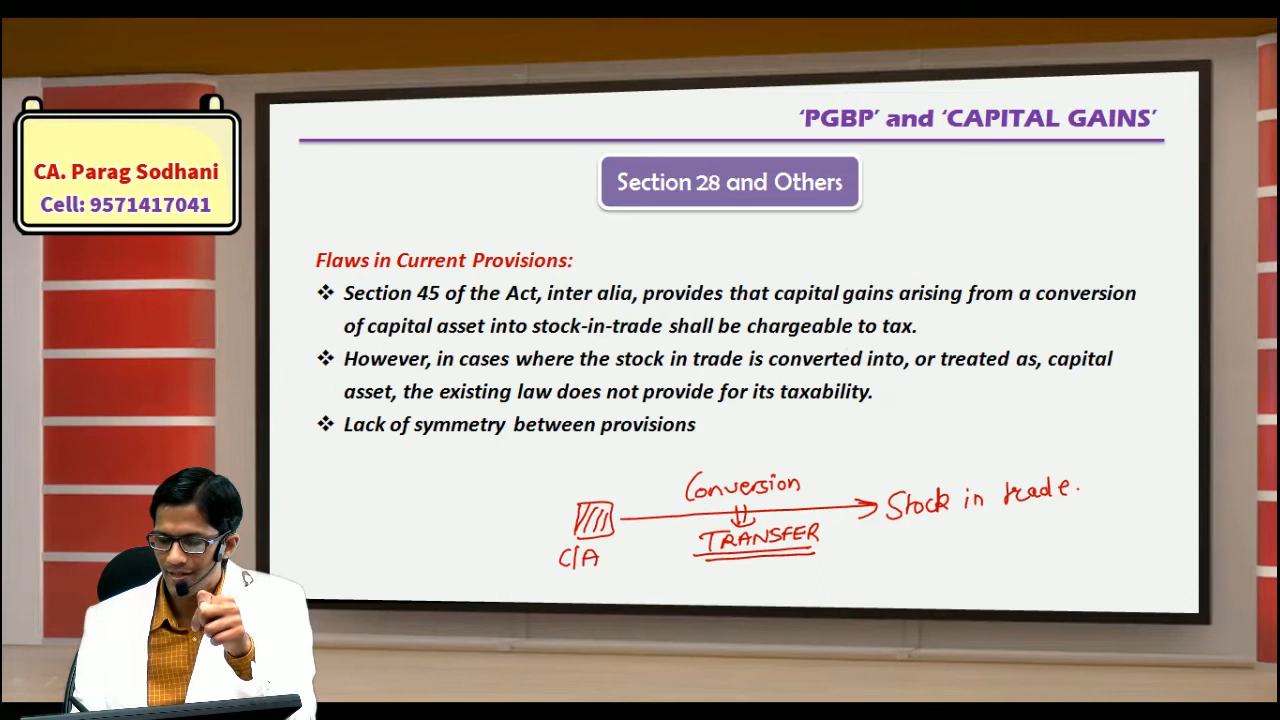 'PGBP' and 'CAPITAL GAINS'
CA. Parag Sodhani
Cell: 9571417041
Section 28 and Others
Flaws in Current Provisions:
❖ Section 45 of the Act, inter alia, provides that capital gains arising from a conversion
of capital asset into stock-in-trade shall be chargeable to tax.
❖ However, in cases where the stock in trade is converted into, or treated as, capital
asset, the existing law does not provide for its taxability.
❖ Lack of symmetry between provisions
Conversion
Stock in trade.
TRANSFER
C/A